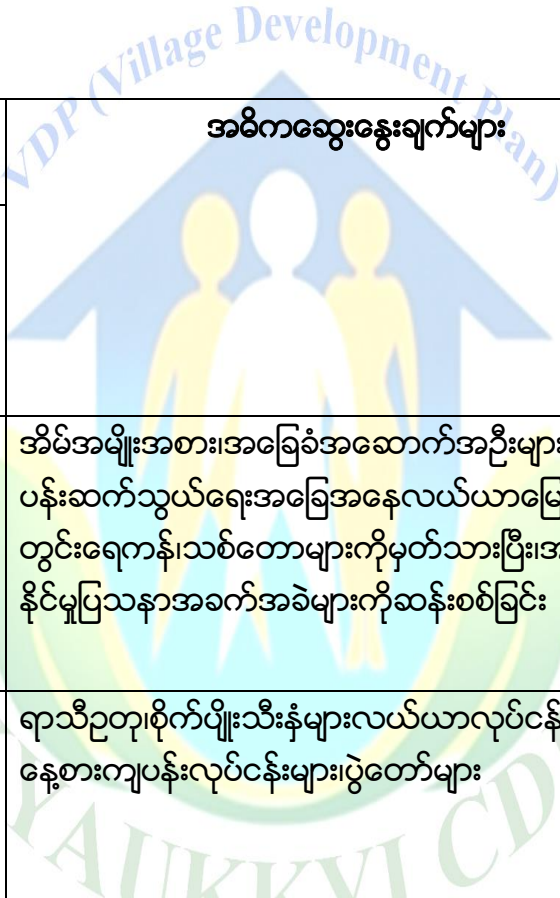 VDP (Village Development Plan)
အဓိကဆွေးနွေးချက်များ
အိမ်အမျိုးအစား၊အခြေခံအဆောက်အဦးများ
ပန်းဆက်သွယ်ရေးအခြေအနေလယ်ယာမြေ
တွင်းရေကန်၊သစ်တောများကိုမှတ်သားပြီး၊အ
နိုင်မှုပြဿနာအခက်အခဲများကိုဆန်းစစ်ခြင်း
ရာသီဥတု၊စိုက်ပျိုးသီးနှံများလယ်ယာလုပ်ငန်
နေ့စားကျပန်းလုပ်ငန်းများ၊ပွဲတော်များ
YAUKKYI CD